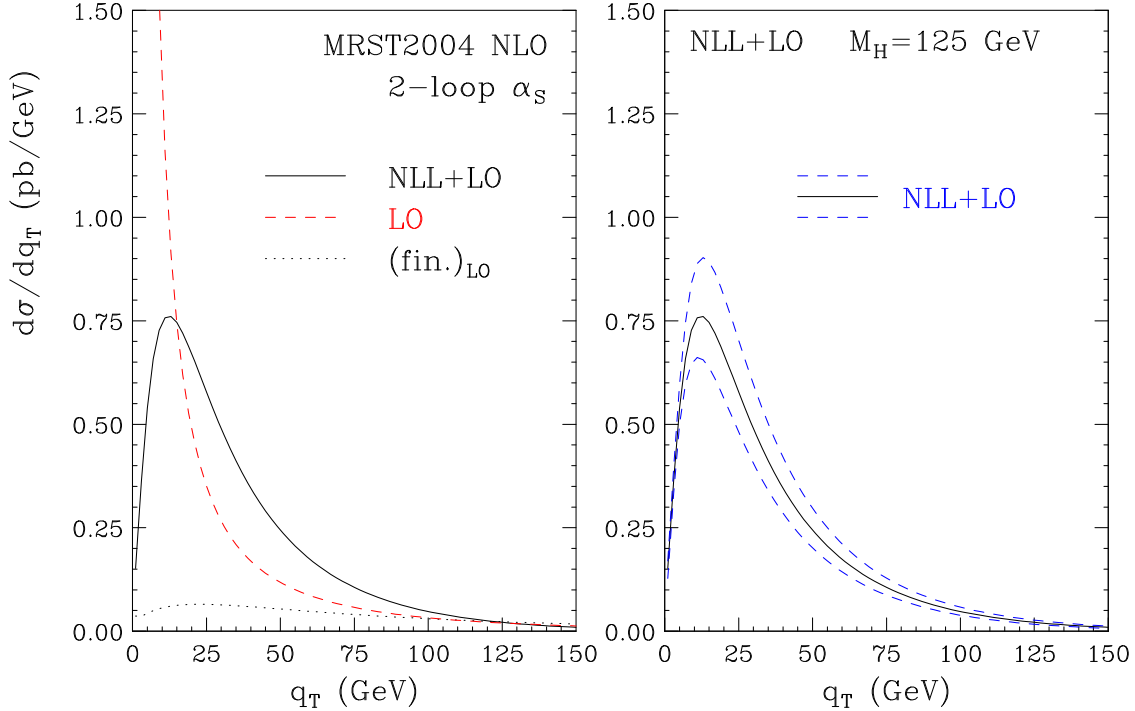 dσ/dq_T (pb/GeV)
1.50
1.25
1.00
0.75
0.50
0.25
0.00
MRST2004 NLO
2-loop α_S
NLL+LO
LO
(fin.)_LO
0 25 50 75 100 125 150
q_T (GeV)
1.50
1.25
1.00
0.75
0.50
0.25
0.00
NLL+LO M_H=125 GeV
NLL+LO
0 25 50 75 100 125 150
q_T (GeV)